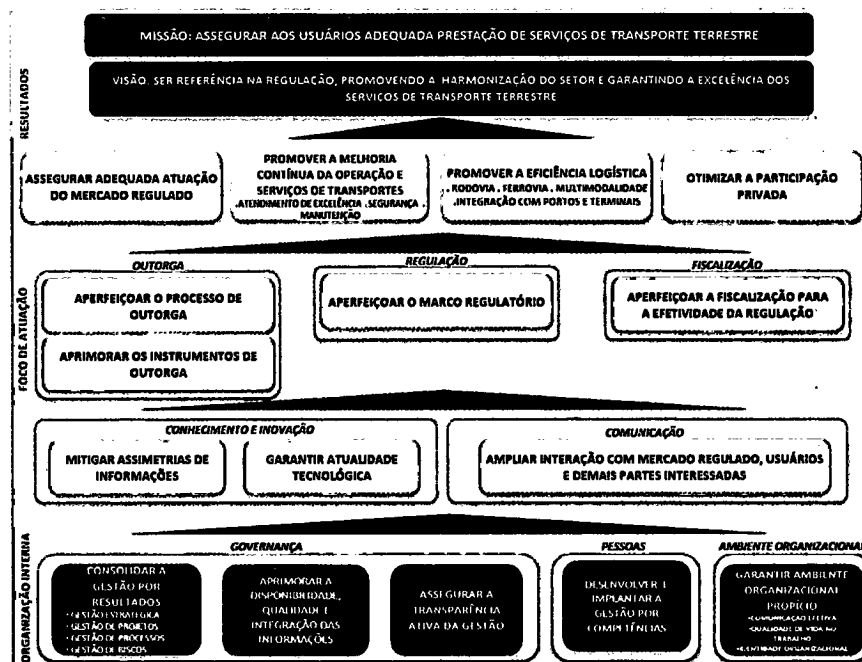 MISSÃO: ASSEGURAR AOS USUÁRIOS ADEQUADA PRESTAÇÃO DE SERVIÇOS DE TRANSPORTE TERRESTRE
VISÃO. SER REFERÊNCIA NA REGULAÇÃO, PROMOVENDO A HARMONIZAÇÃO DO SETOR E GARANTINDO A EXCELÊNCIA DOS
SERVIÇOS DE TRANSPORTE TERRESTRE
RESULTADOS
ASSEGURAR ADEQUADA ATUAÇÃO
DO MERCADO REGULADO
PROMOVER A MELHORIA
CONTÍNUA DA OPERAÇÃO E
SERVIÇOS DE TRANSPORTES
• ATENDIMENTO DE EXCELÊNCIA • SEGURANÇA •
MANUTENÇÃO
PROMOVER A EFICIÊNCIA LOGÍSTICA
• RODOVIA • FERROVIA • MULTIMODALIDADE
• INTEGRAÇÃO COM PORTOS E TERMINAIS
OTIMIZAR A PARTICIPAÇÃO
PRIVADA
FOCO DE ATUAÇÃO
OUTORGA
APERFEIÇOAR O PROCESSO DE
OUTORGA
APRIMORAR OS INSTRUMENTOS DE
OUTORGA
REGULAÇÃO
APERFEIÇOAR O MARCO REGULATÓRIO
FISCALIZAÇÃO
APERFEIÇOAR A FISCALIZAÇÃO PARA
A EFETIVIDADE DA REGULAÇÃO
CONHECIMENTO E INOVAÇÃO
MITIGAR ASSIMETRIAS DE
INFORMAÇÕES
GARANTIR ATUALIDADE
TECNOLÓGICA
COMUNICAÇÃO
AMPLIAR INTERAÇÃO COM MERCADO REGULADO, USUÁRIOS
E DEMAIS PARTES INTERESSADAS
ORGANIZAÇÃO INTERNA
GOVERNANÇA
CONSOLIDAR A
GESTÃO POR
RESULTADOS
• GESTÃO ESTRATÉGICA
• GESTÃO DE PROJETOS
• GESTÃO DE PROCESSOS
• GESTÃO DE RISCOS
APRIMORAR A
DISPONIBILIDADE,
QUALIDADE E
INTEGRAÇÃO DAS
INFORMAÇÕES
ASSEGURAR A
TRANSPARÊNCIA
ATIVA DA GESTÃO
PESSOAS
DESENVOLVER E
IMPLANTAR A
GESTÃO POR
COMPETÊNCIAS
AMBIENTE ORGANIZACIONAL
GARANTIR AMBIENTE
ORGANIZACIONAL
PROPÍCIO
• COMUNICAÇÃO EFETIVA
• QUALIDADE DE VIDA NO
TRABALHO
• IDENTIDADE ORGANIZACIONAL